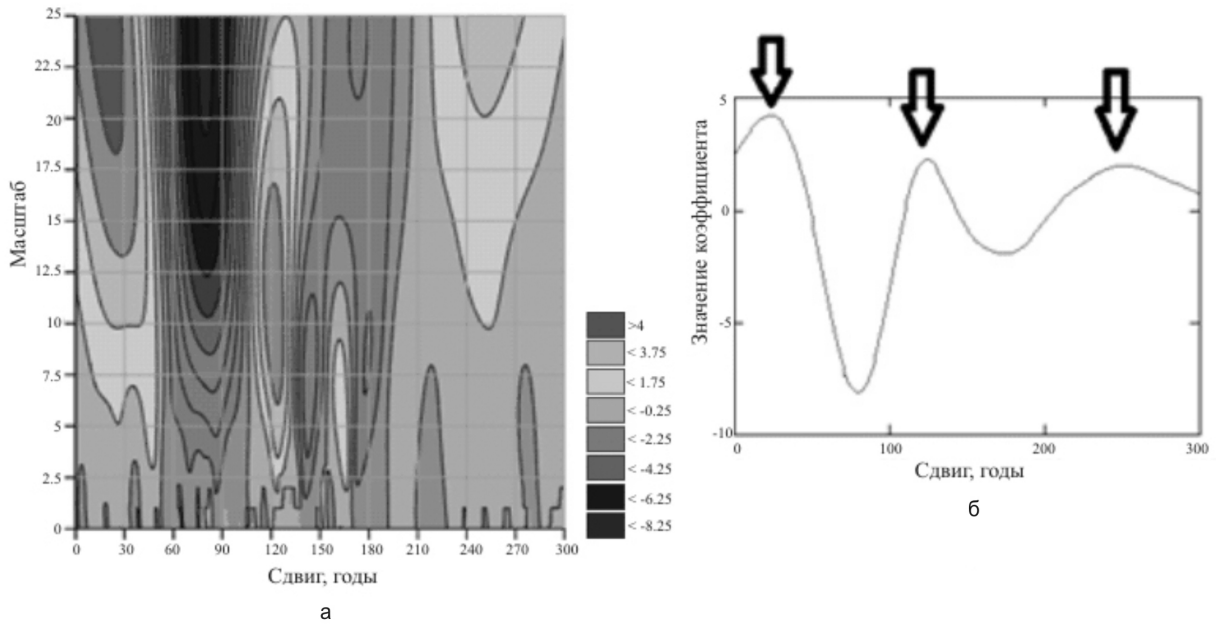 25
22.5
20
17.5
15
12.5
10
7.5
5
2.5
0
Масштаб
0 30 60 90 120 150 180 210 240 270 300
Сдвиг, годы
а
>4
< 3.75
< 1.75
< -0.25
< -2.25
< -4.25
< -6.25
< -8.25
5
0
-5
-10
Значение коэффициента
0 100 200 300
Сдвиг, годы
б